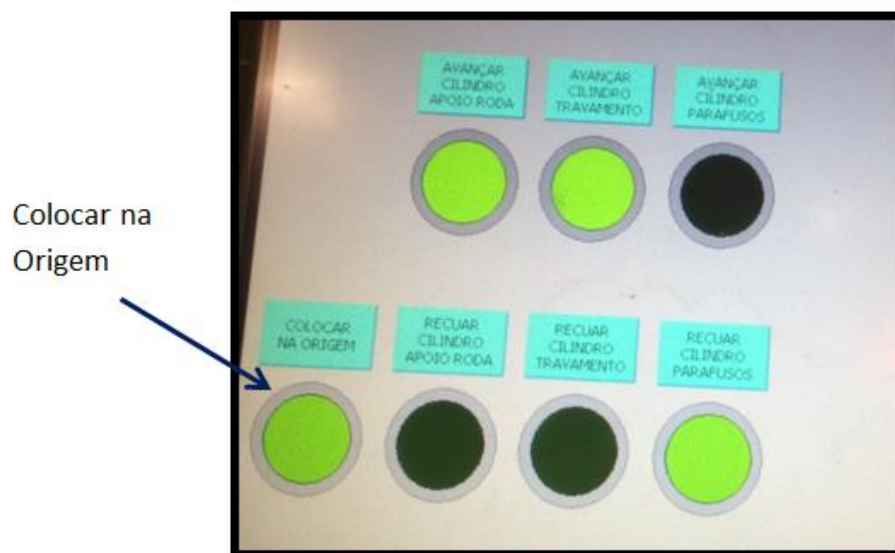 AVANÇAR
CILINDRO
APOIO RODA
AVANÇAR
CILINDRO
TRAVAMENTO
AVANÇAR
CILINDRO
PARAFUSOS
Colocar na
Origem
COLOCAR
NA ORIGEM
RECUAR
CILINDRO
APOIO RODA
RECUAR
CILINDRO
TRAVAMENTO
RECUAR
CILINDRO
PARAFUSOS